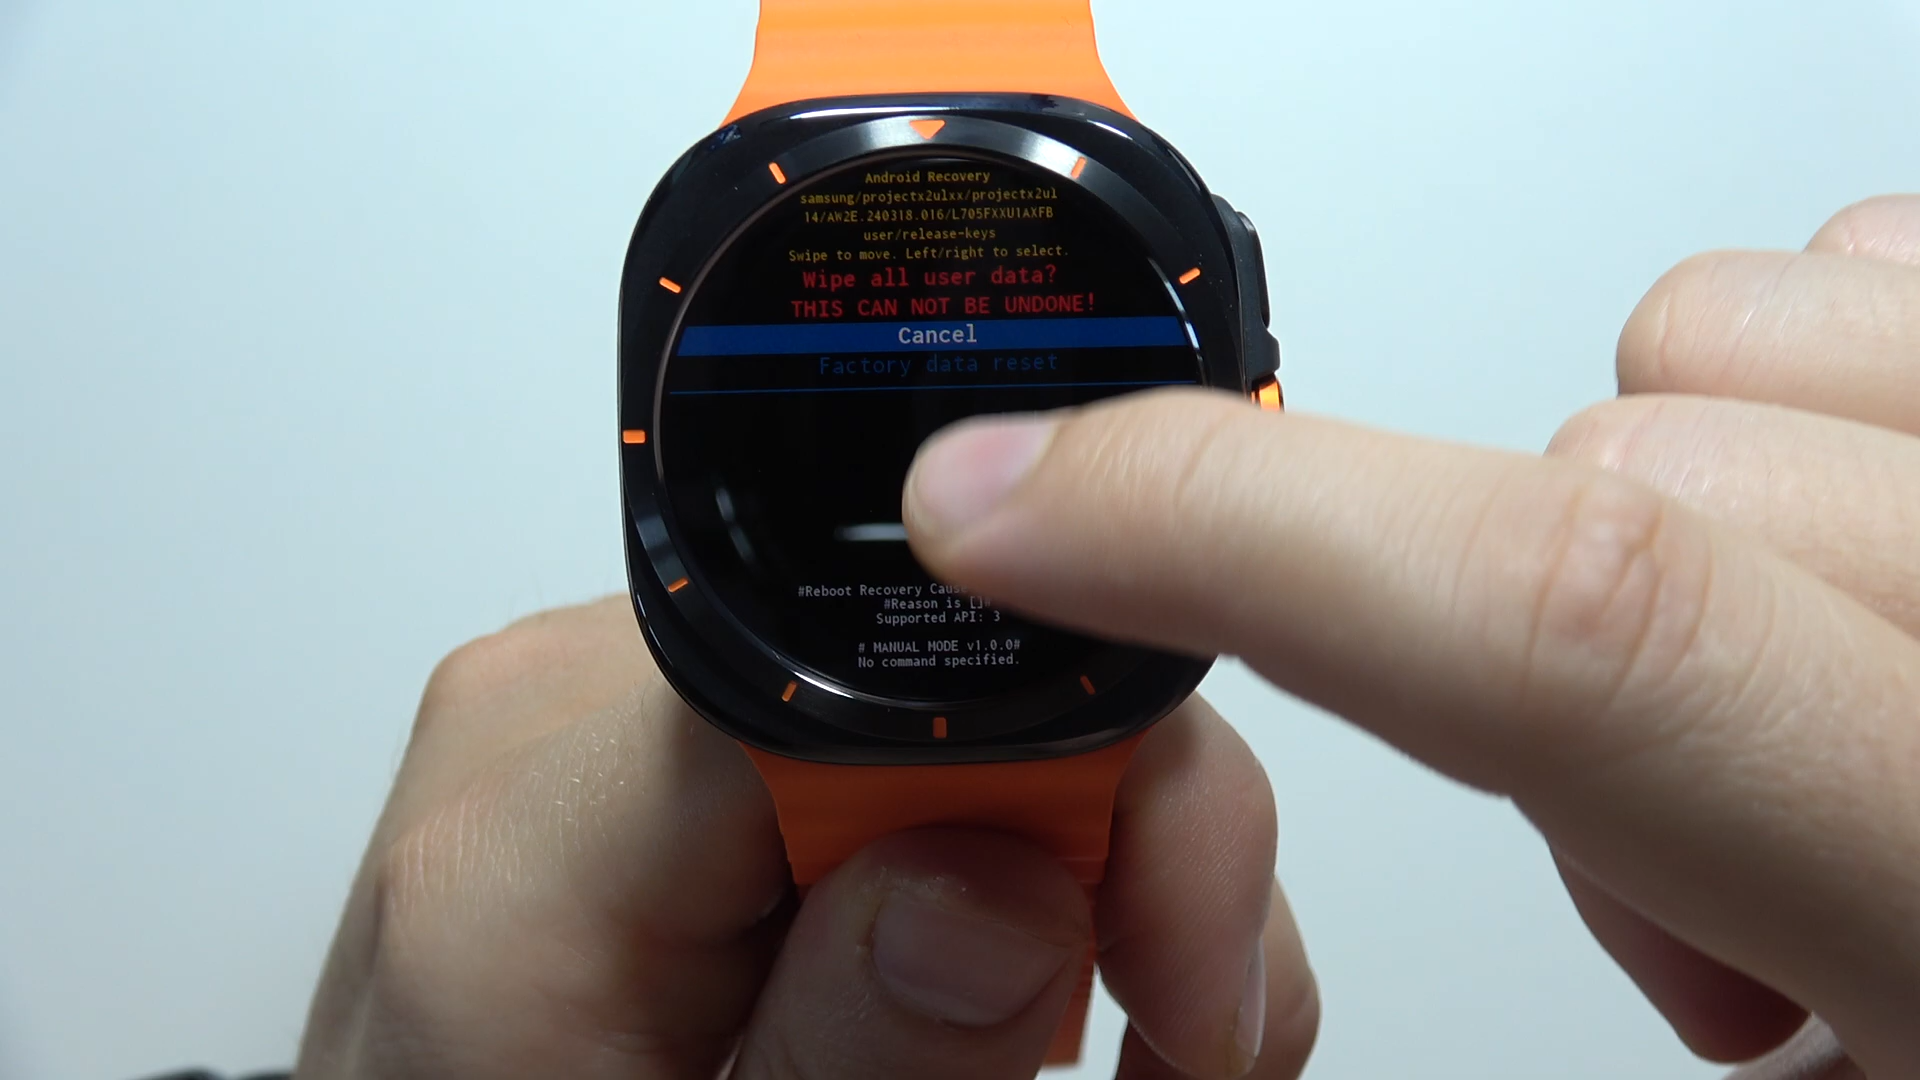 Android Recovery
samsung/projectx2ulxx/projectx2ul
14/AW2E.240318.016/L705FXXU1AXFB
user/release-keys
Swipe to move. Left/right to select.
Wipe all user data?
THIS CAN NOT BE UNDONE!
Cancel
Factory data reset
#Reboot Recovery
#Reason is []#
Supported API: 3
# MANUAL MODE v1.0.0#
No command specified.